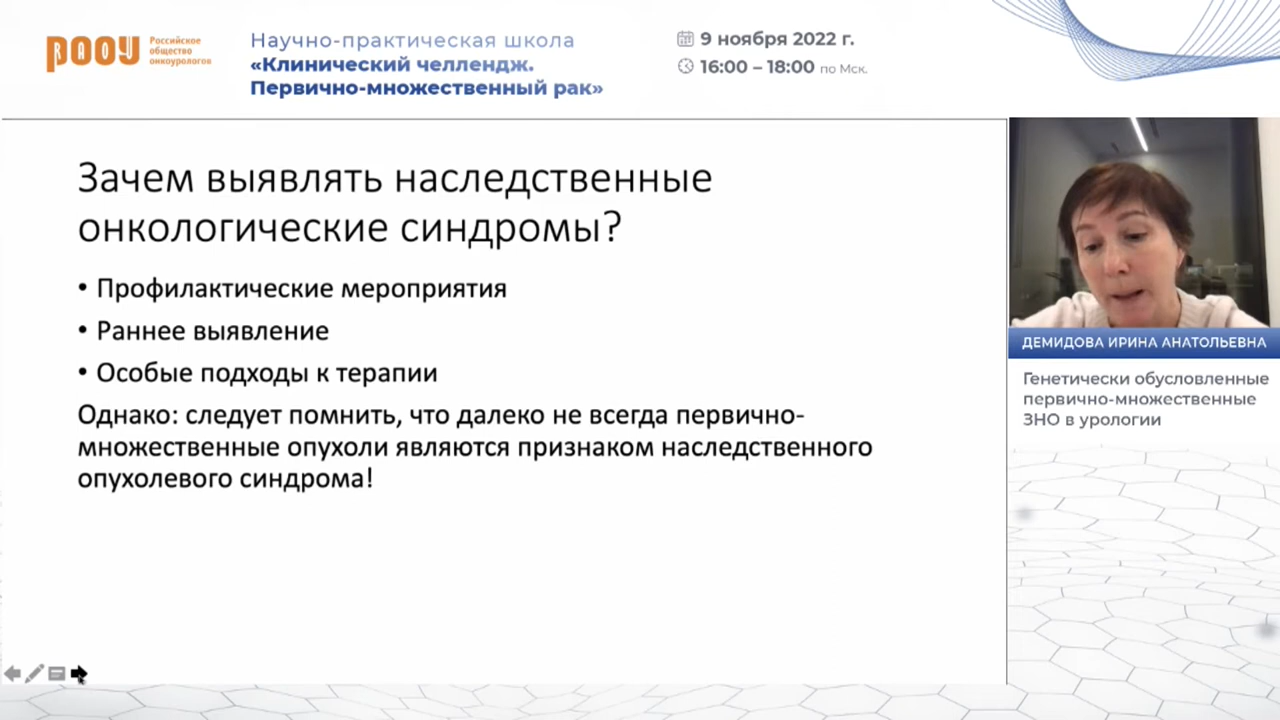 РАОУ
Российское
общество
онкоурологов
Научно-практическая школа
«Клинический челлендж.
Первично-множественный рак»
9 ноября 2022 г.
16:00 – 18:00 по Мск.
Зачем выявлять наследственные
онкологические синдромы?
• Профилактические мероприятия
• Раннее выявление
• Особые подходы к терапии
Однако: следует помнить, что далеко не всегда первично-
множественные опухоли являются признаком наследственного
опухолевого синдрома!
ДЕМИДОВА ИРИНА АНАТОЛЬЕВНА
Генетически обусловленные
первично-множественные
ЗНО в урологии